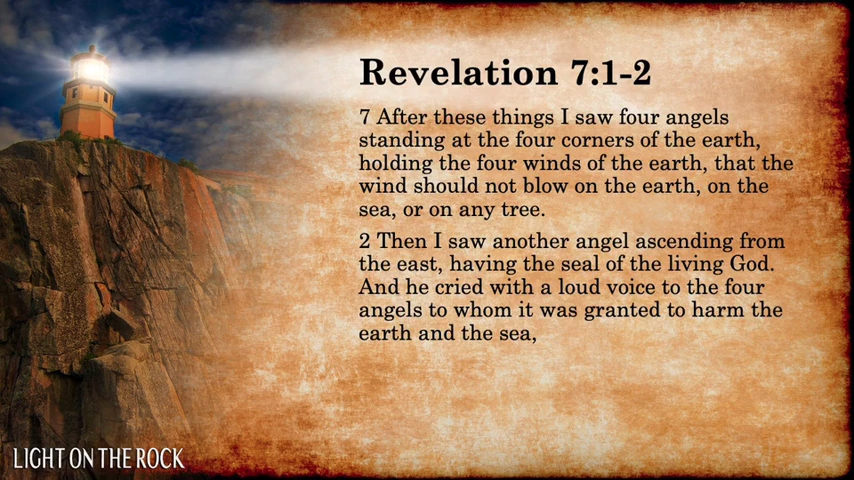 Revelation 7:1-2
7 After these things I saw four angels
standing at the four corners of the earth,
holding the four winds of the earth, that the
wind should not blow on the earth, on the
sea, or on any tree.
2 Then I saw another angel ascending from
the east, having the seal of the living God.
And he cried with a loud voice to the four
angels to whom it was granted to harm the
earth and the sea,
LIGHT ON THE ROCK